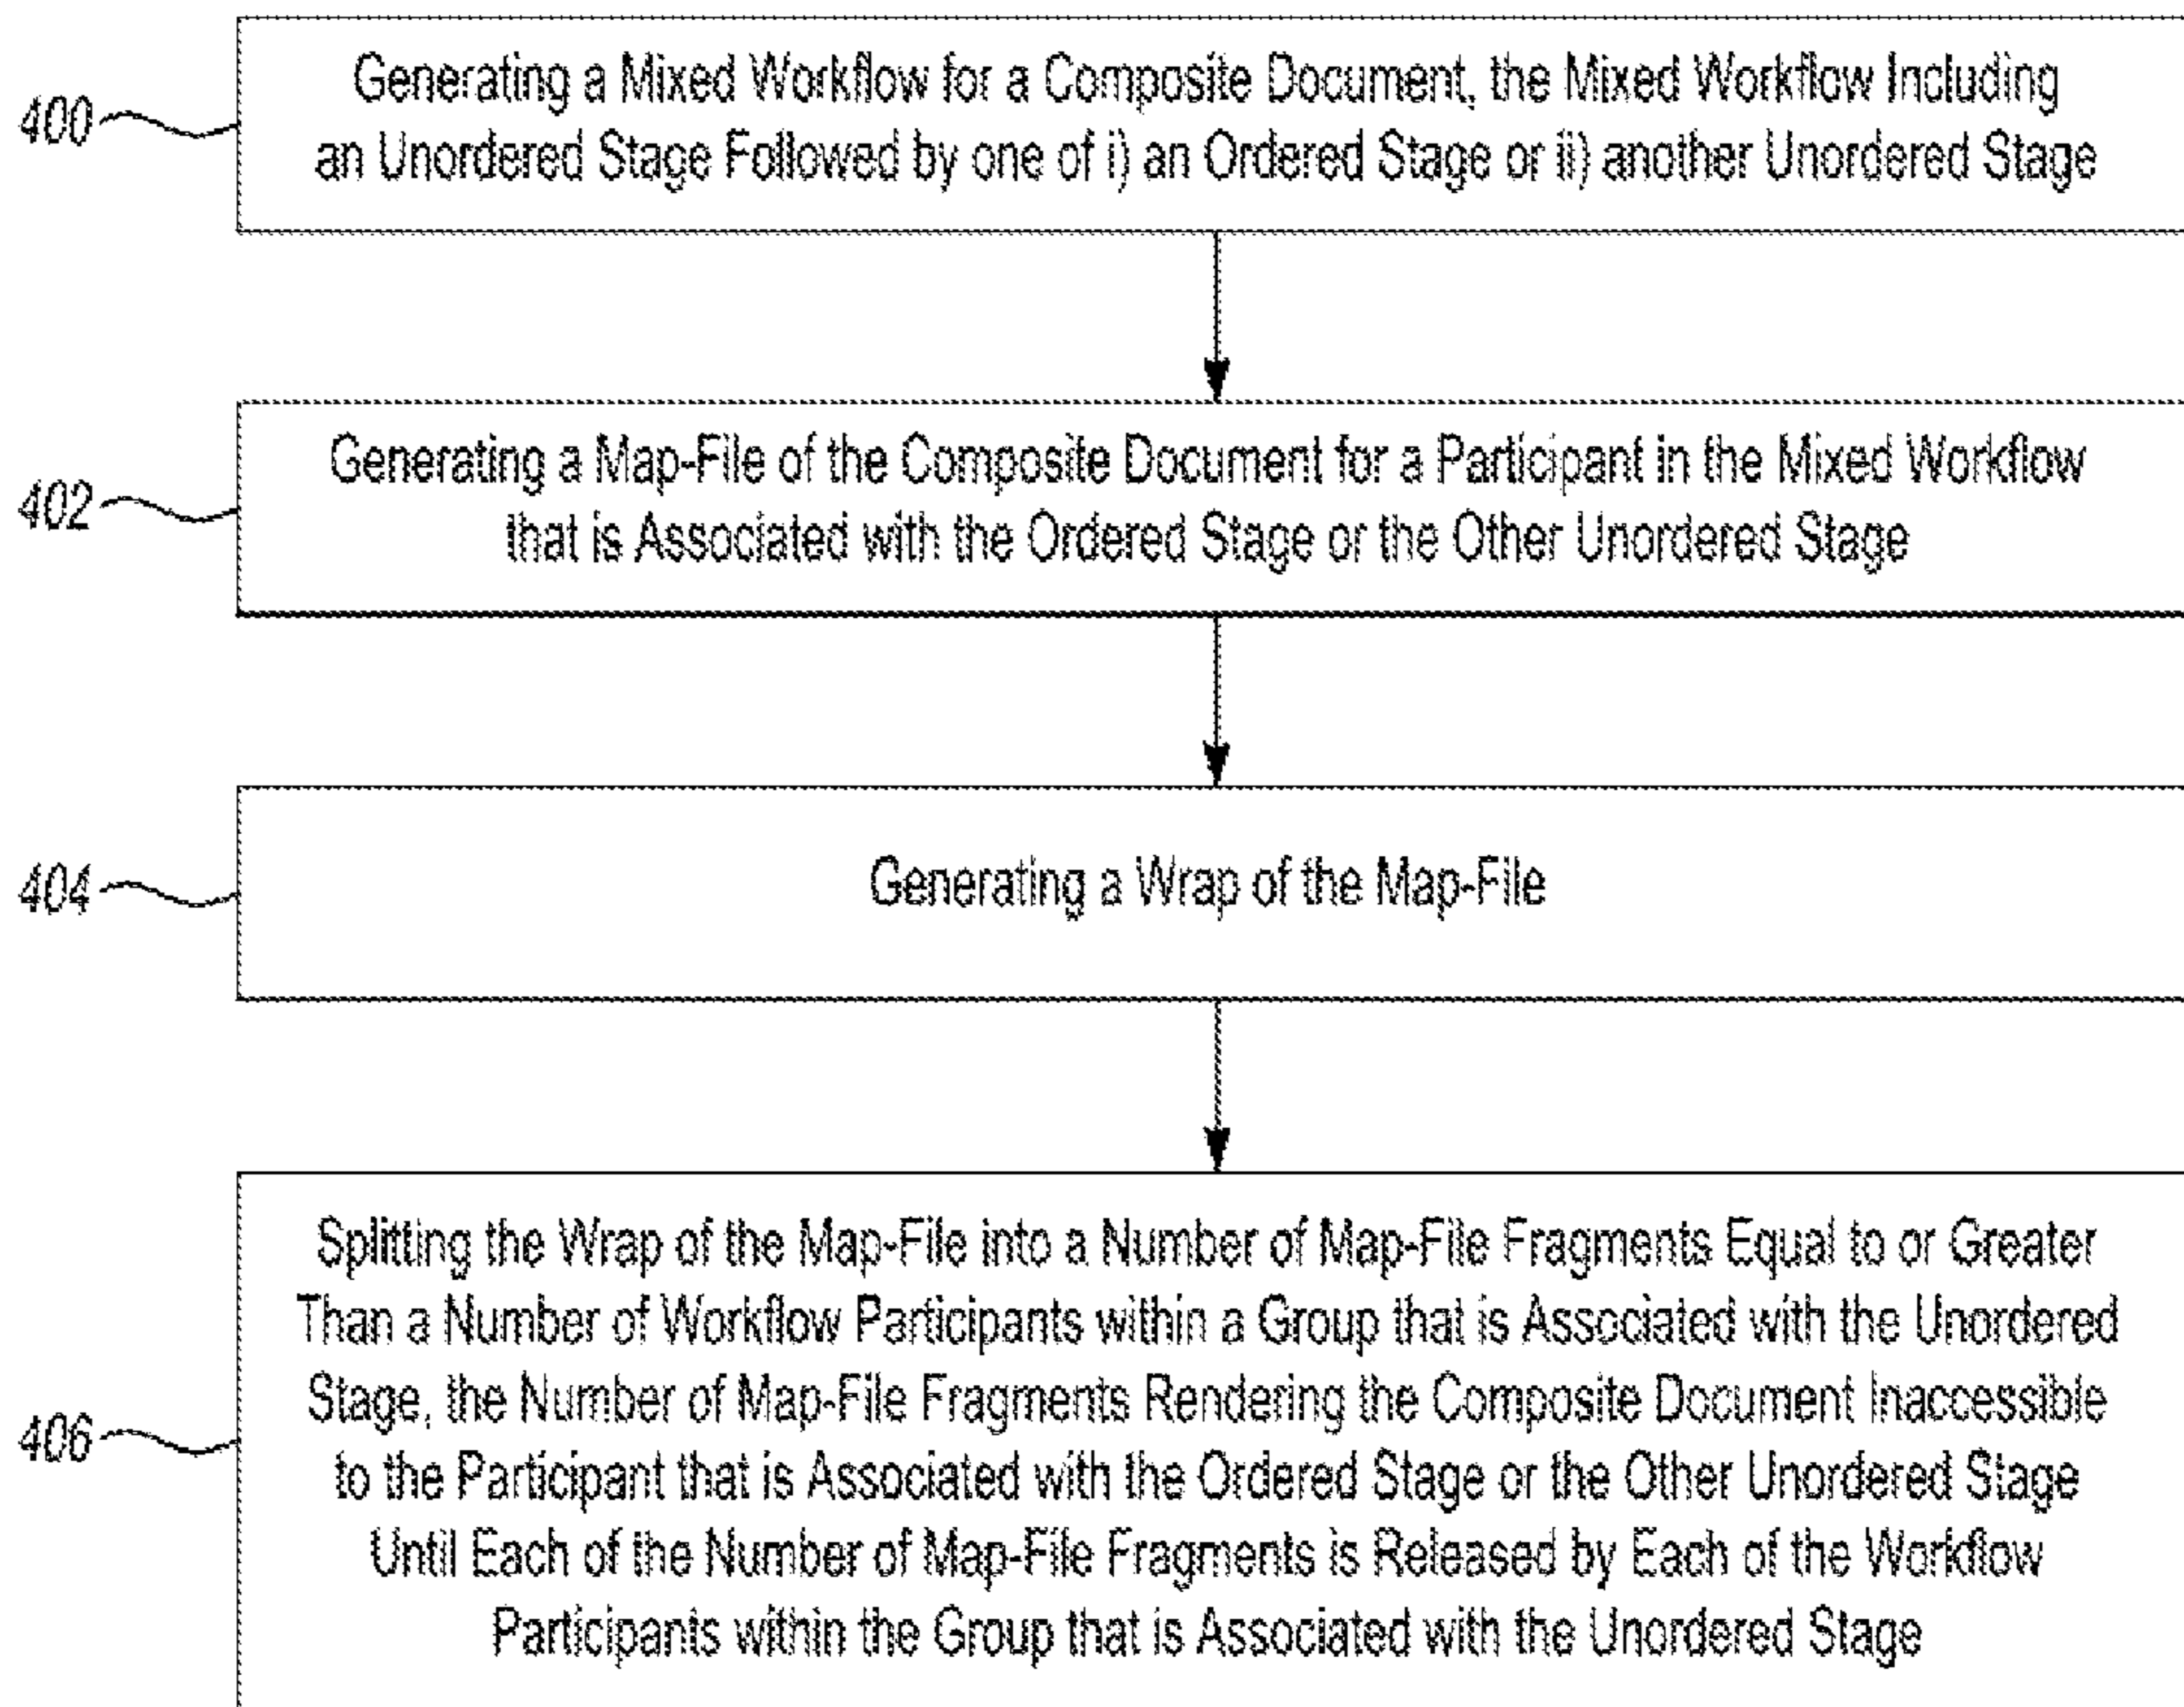 Generating a Mixed Workflow for a Composite Document, the Mixed Workflow Including
400
an Unordered Stage Followed by one of i) an Ordered Stage or ii) another Unordered Stage
Generating a Map-File of the Composite Document for a Participant in the Mixed Workflow
402
that is Associated with the Ordered Stage or the Other Unordered Stage
404
Generating a Wrap of the Map-File
Splitting the Wrap of the Map-File into a Number of Map-File Fragments Equal to or Greater
Than a Number of Workflow Participants within a Group that is Associated with the Unordered
Stage, the Number of Map-File Fragments Rendering the Composite Document Inaccessible
406
to the Participant that is Associated with the Ordered Stage or the Other Unordered Stage
Until Each of the Number of Map-File Fragments is Released by Each of the Workflow
Participants within the Group that is Associated with the Unordered Stage